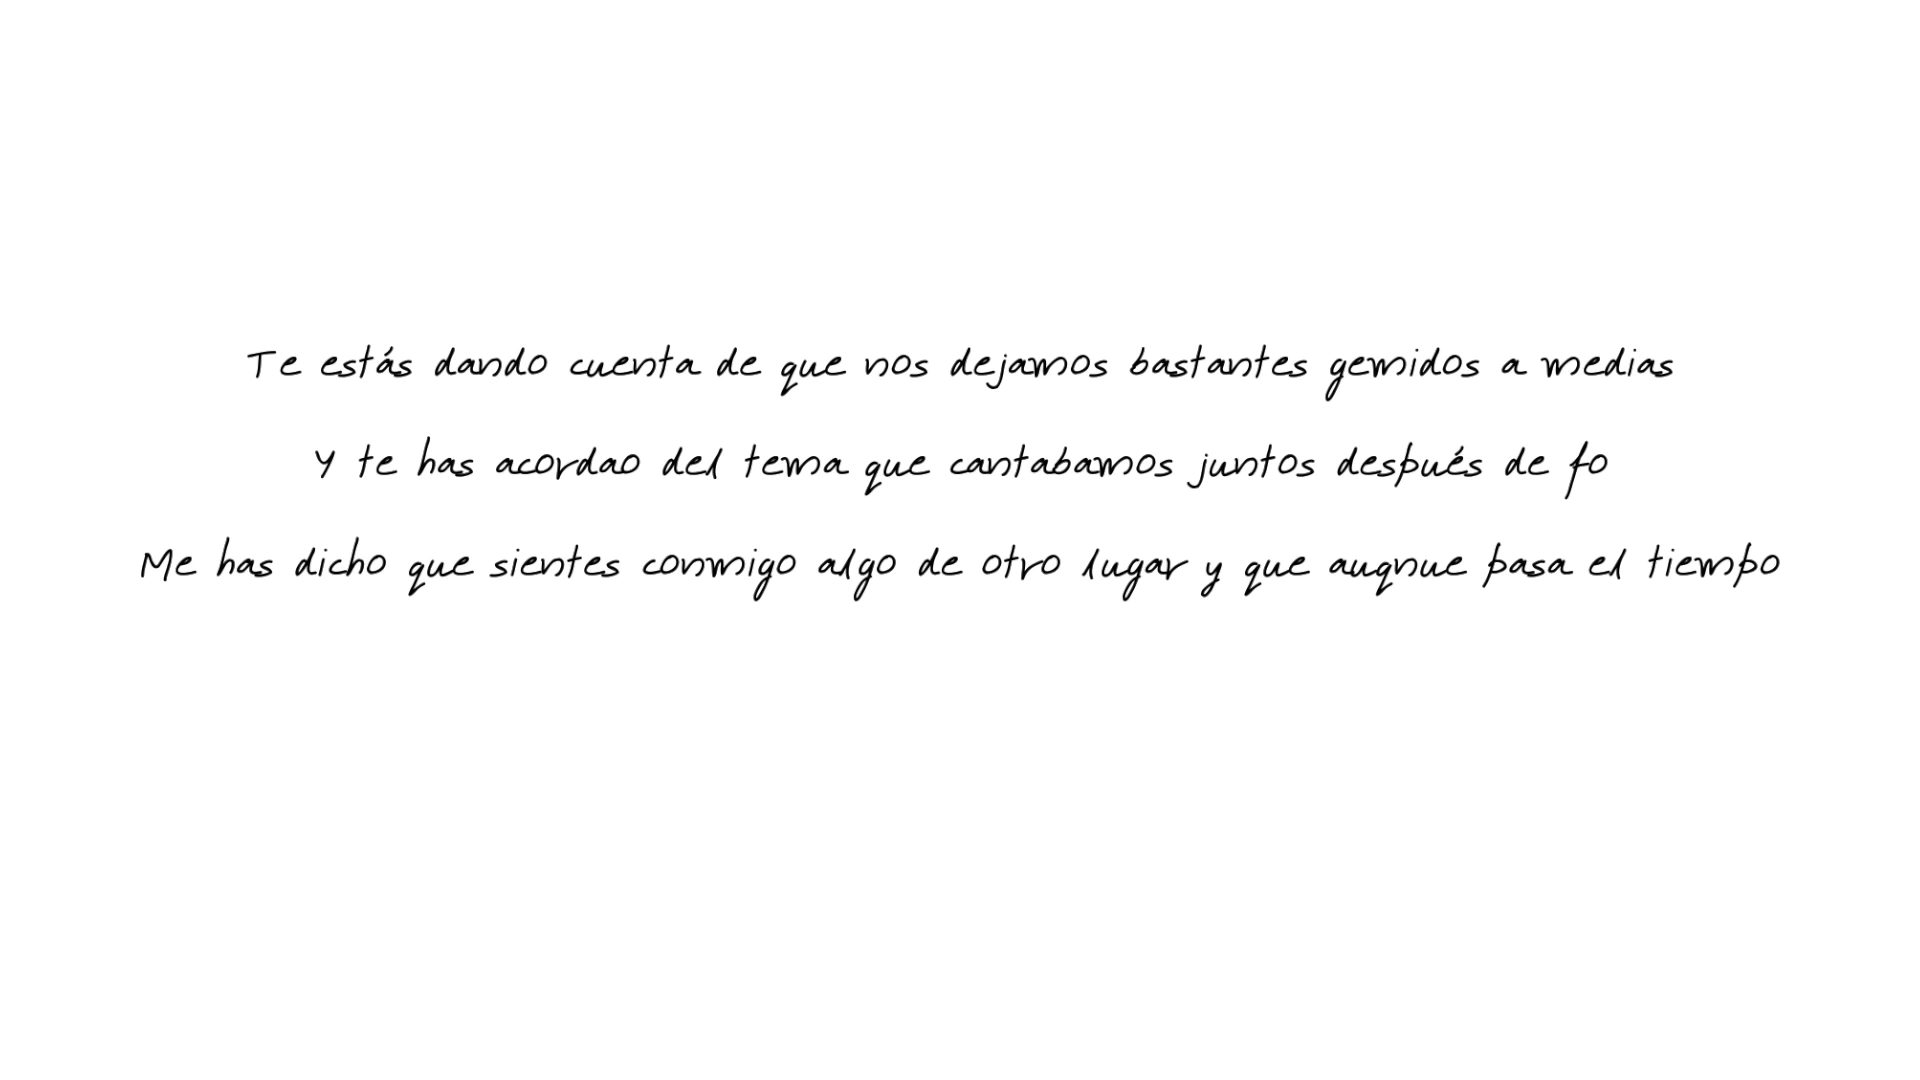 Te estás dando cuenta de que nos dejamos bastantes gemidos a medias
Y te has acordao del tema que cantabamos juntos después de fo
Me has dicho que sientes conmigo algo de otro lugar y que auqnue pasa el tiempo